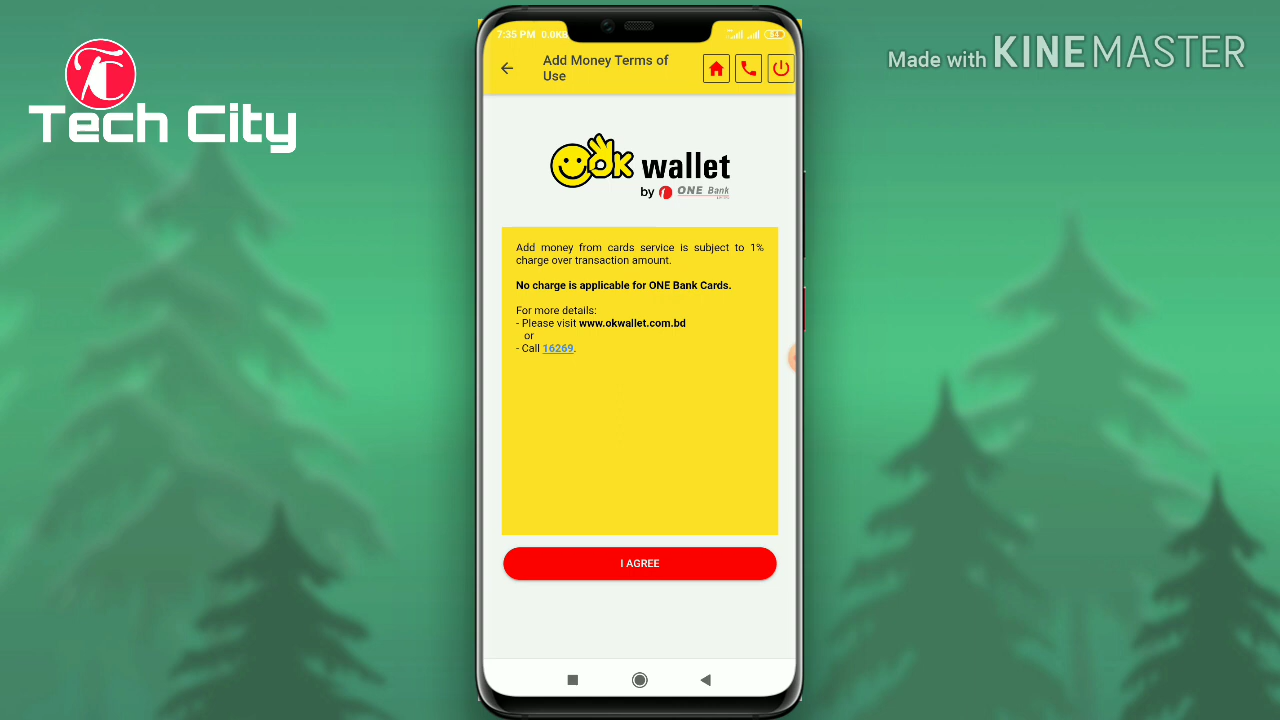 Tech City
Made with KINEMASTER
7:35 PM 0.0KB
Add Money Terms of
Use
OK wallet
by ONE Bank
Add money from cards service is subject to 1%
charge over transaction amount.
No charge is applicable for ONE Bank Cards.
For more details:
- Please visit www.okwallet.com.bd
or
- Call 16269.
I AGREE